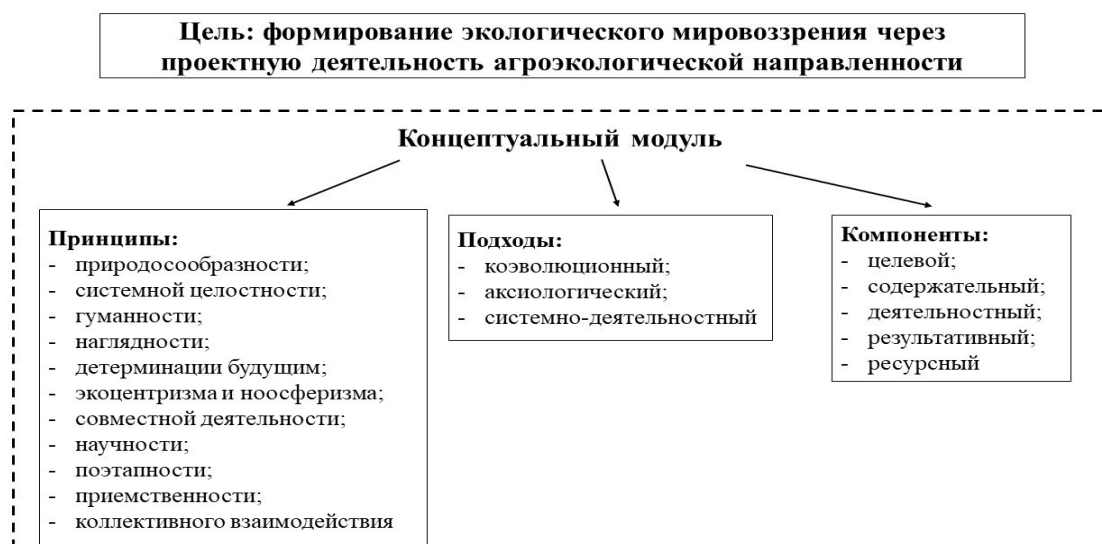 Цель: формирование экологического мировоззрения через
проектную деятельность агроэкологической направленности
Концептуальный модуль
Принципы:
- природосообразности;
- системной целостности;
- гуманности;
- наглядности;
- детерминации будущим;
- экоцентризма и ноосферизма;
- совместной деятельности;
- научности;
- поэтапности;
- приемственности;
- коллективного взаимодействия
Подходы:
- коэволюционный;
- аксиологический;
- системно-деятельностный
Компоненты:
- целевой;
- содержательный;
- деятельностный;
- результативный;
- ресурсный